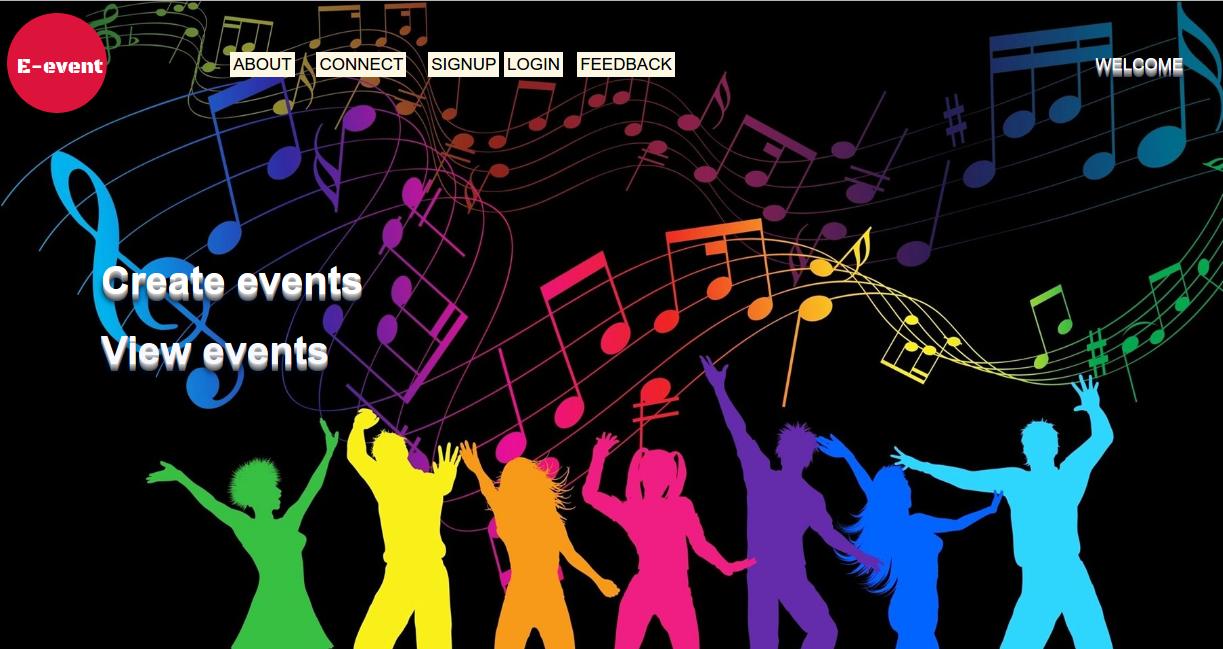 E-event
ABOUT CONNECT SIGNUP LOGIN FEEDBACK
WELCOME
Create events
View events